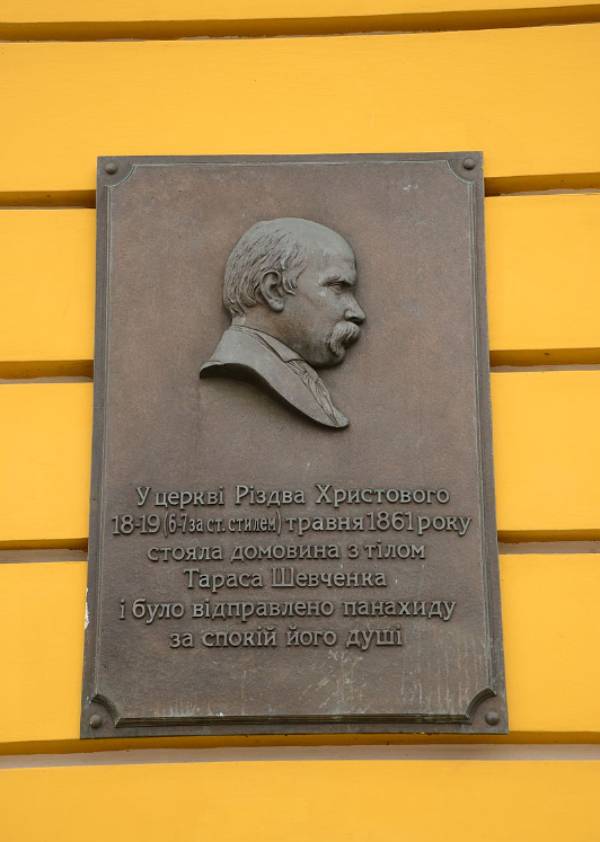 У церкві Різдва Христового
18-19 (6-7 за ст. стилем) травня 1861 року
стояла домовина з тілом
Тараса Шевченка
і було відправлено панахиду
за спокій його душі